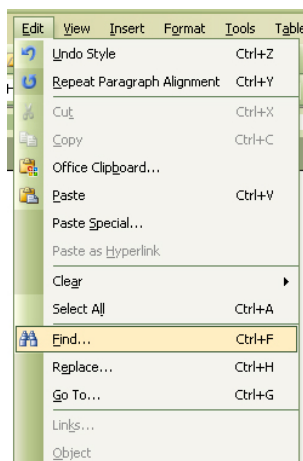 Edit View Insert Format Tools Table
Undo Style Ctrl+Z
Repeat Paragraph Alignment Ctrl+Y
Cut Ctrl+X
Copy Ctrl+C
Office Clipboard...
Paste Ctrl+V
Paste Special...
Paste as Hyperlink
Clear
Select All Ctrl+A
Find... Ctrl+F
Replace... Ctrl+H
Go To... Ctrl+G
Links...
Object